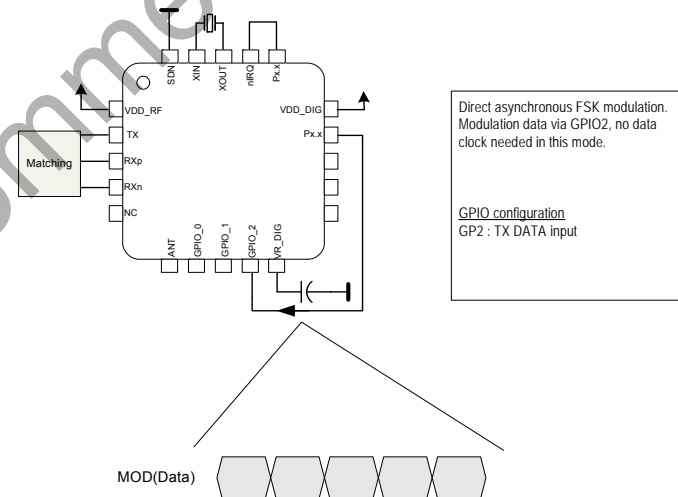 SDN
XIN
XOUT
nIRQ
Px.x
VDD_RF
TX
RXp
RXn
NC
Matching
VDD_DIG
Px.x
ANT
GPIO_0
GPIO_1
GPIO_2
VR_DIG
Direct asynchronous FSK modulation.
Modulation data via GPIO2, no data
clock needed in this mode.
GPIO configuration
GP2 : TX DATA input
MOD(Data)